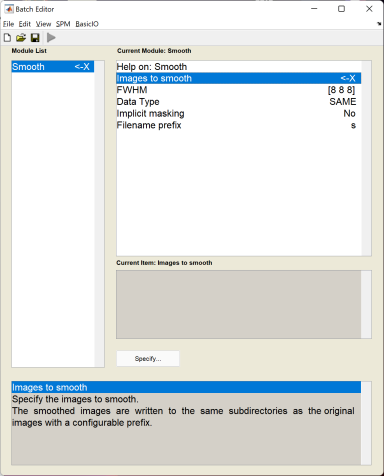 Batch Editor
File Edit View SPM BasicIO
Module List
Current Module: Smooth
Smooth <-X
Help on: Smooth
Images to smooth <-X
FWHM [8 8 8]
Data Type SAME
Implicit masking No
Filename prefix s
Current Item: Images to smooth
Specify...
Images to smooth
Specify the images to smooth.
The smoothed images are written to the same subdirectories as the original
images with a configurable prefix.